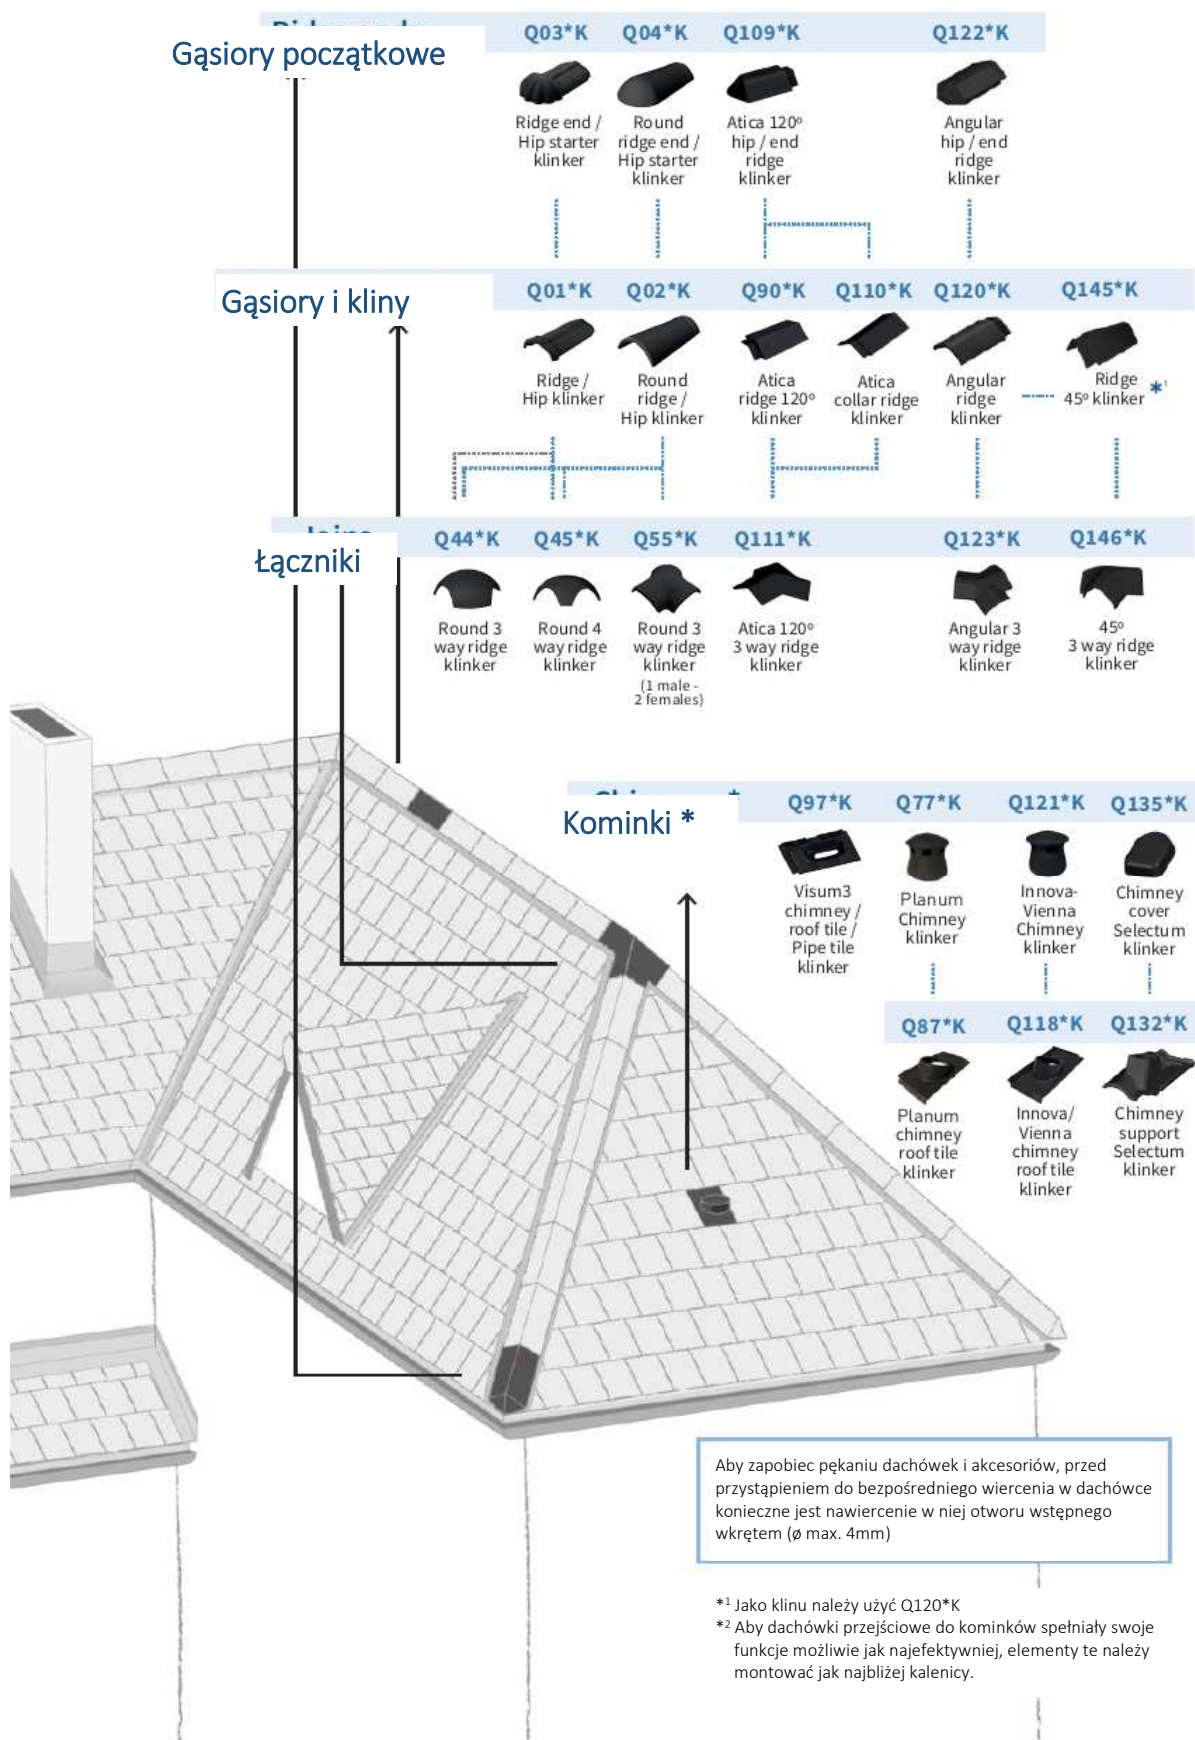 Gąsiory początkowe
Q03*K Q04*K Q109*K Q122*K
Ridge end /
Hip starter
klinker
Round
ridge end /
Hip starter
klinker
Atica 120º
hip / end
ridge
klinker
Angular
hip / end
ridge
klinker
Gąsiory i kliny
Q01*K Q02*K Q90*K Q110*K Q120*K Q145*K
Ridge /
Hip klinker
Round
ridge /
Hip klinker
Atica
ridge 120º
klinker
Atica
collar ridge
klinker
Angular
ridge
klinker
Ridge
45º klinker *1
Łączniki
Q44*K Q45*K Q55*K Q111*K Q123*K Q146*K
Round 3
way ridge
klinker
Round 4
way ridge
klinker
Round 3
way ridge
klinker
(1 male -
2 females)
Atica 120º
3 way ridge
klinker
Angular 3
way ridge
klinker
45º
3 way ridge
klinker
Kominki *
Q97*K Q77*K Q121*K Q135*K
Visum3
chimney /
roof tile /
Pipe tile
klinker
Planum
Chimney
klinker
Innova-
Vienna
Chimney
klinker
Chimney
cover
Selectum
klinker
Q87*K Q118*K Q132*K
Planum
chimney
roof tile
klinker
Innova/
Vienna
chimney
roof tile
klinker
Chimney
support
Selectum
klinker
Aby zapobiec pękaniu dachówek i akcesoriów, przed
przystąpieniem do bezpośredniego wiercenia w dachówce
konieczne jest nawiercenie w niej otworu wstępnego
wkrętem (ø max. 4mm)
*1 Jako klinu należy użyć Q120*K
*2 Aby dachówki przejściowe do kominków spełniały swoje
funkcje możliwie jak najefektywniej, elementy te należy
montować jak najbliżej kalenicy.